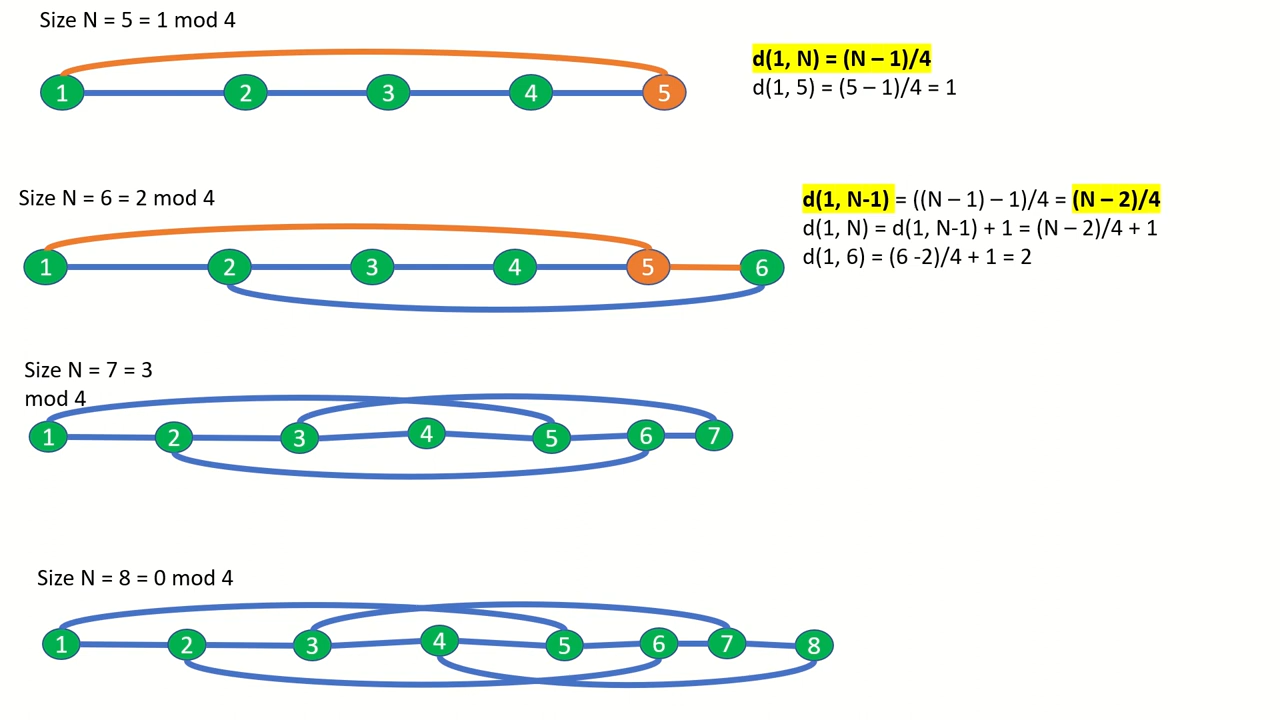 Size N = 5 = 1 mod 4
d(1, N) = (N – 1)/4
d(1, 5) = (5 – 1)/4 = 1
1 2 3 4 5
Size N = 6 = 2 mod 4
d(1, N-1) = ((N – 1) – 1)/4 = (N – 2)/4
d(1, N) = d(1, N-1) + 1 = (N – 2)/4 + 1
d(1, 6) = (6 -2)/4 + 1 = 2
1 2 3 4 5 6
Size N = 7 = 3
mod 4
1 2 3 4 5 6 7
Size N = 8 = 0 mod 4
1 2 3 4 5 6 7 8